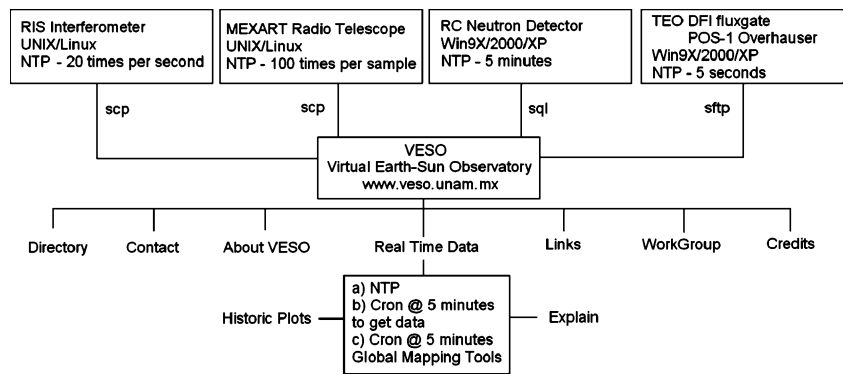 RIS Interferometer
UNIX/Linux
NTP - 20 times per second
MEXART Radio Telescope
UNIX/Linux
NTP - 100 times per sample
RC Neutron Detector
Win9X/2000/XP
NTP - 5 minutes
TEO DFI fluxgate
POS-1 Overhauser
Win9X/2000/XP
NTP - 5 seconds
scp
scp
sql
sftp
VESO
Virtual Earth-Sun Observatory
www.veso.unam.mx
Directory
Contact
About VESO
Real Time Data
Links
WorkGroup
Credits
Historic Plots
a) NTP
b) Cron @ 5 minutes
to get data
c) Cron @ 5 minutes
Global Mapping Tools
Explain